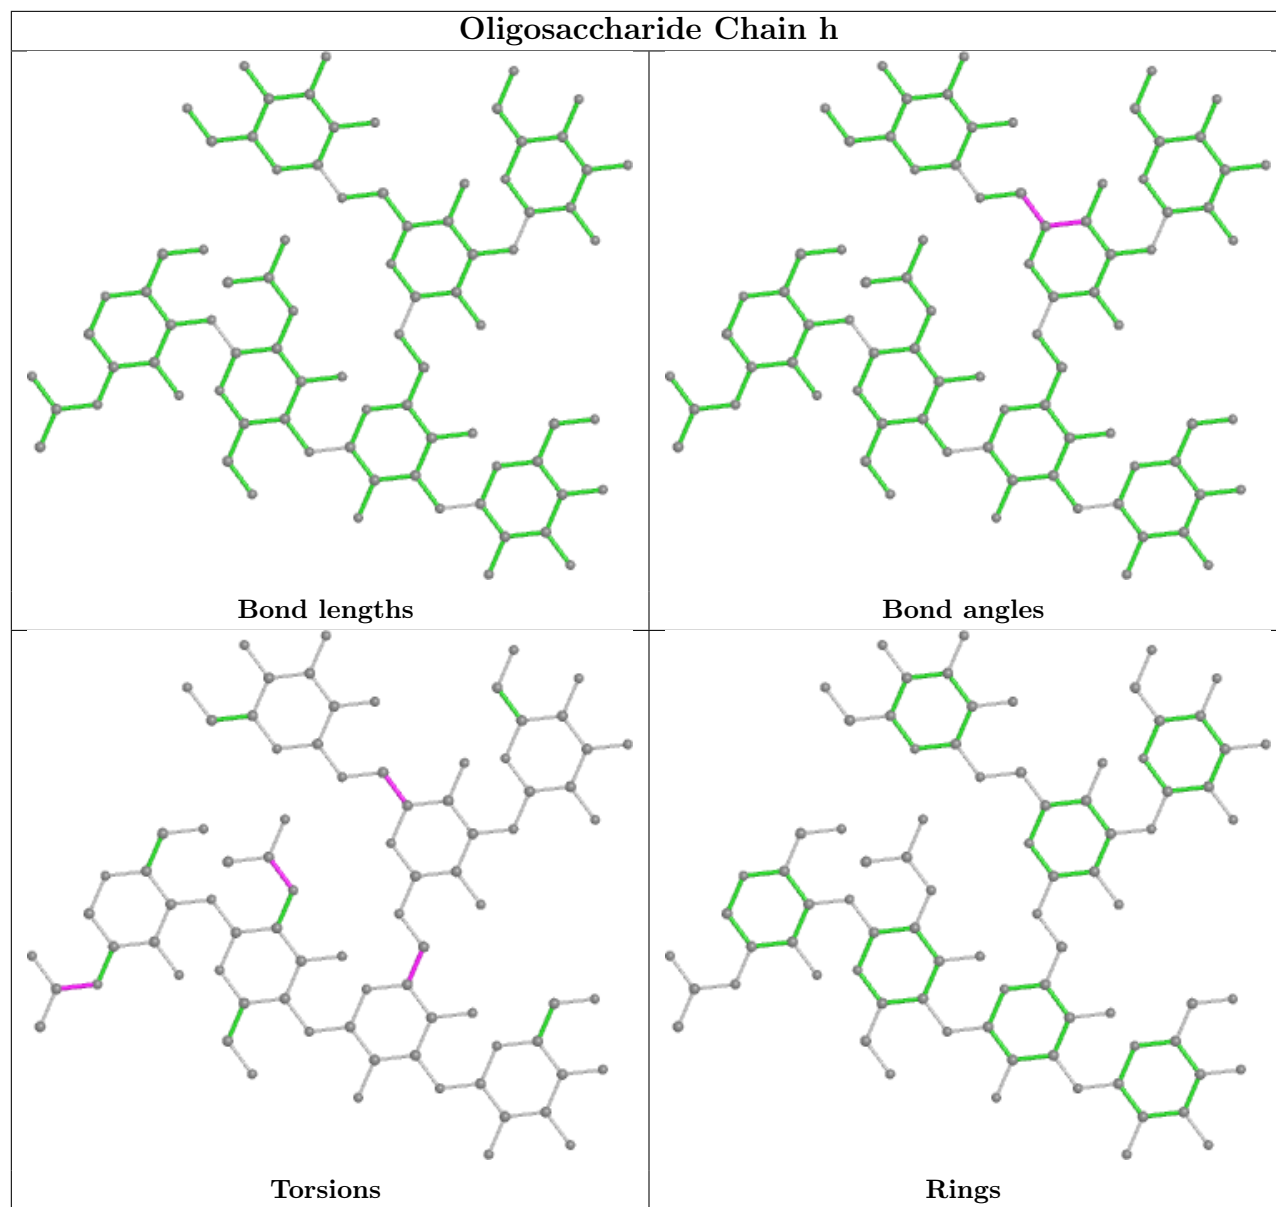 Oligosaccharide Chain h
Bond lengths
Bond angles
Torsions
Rings